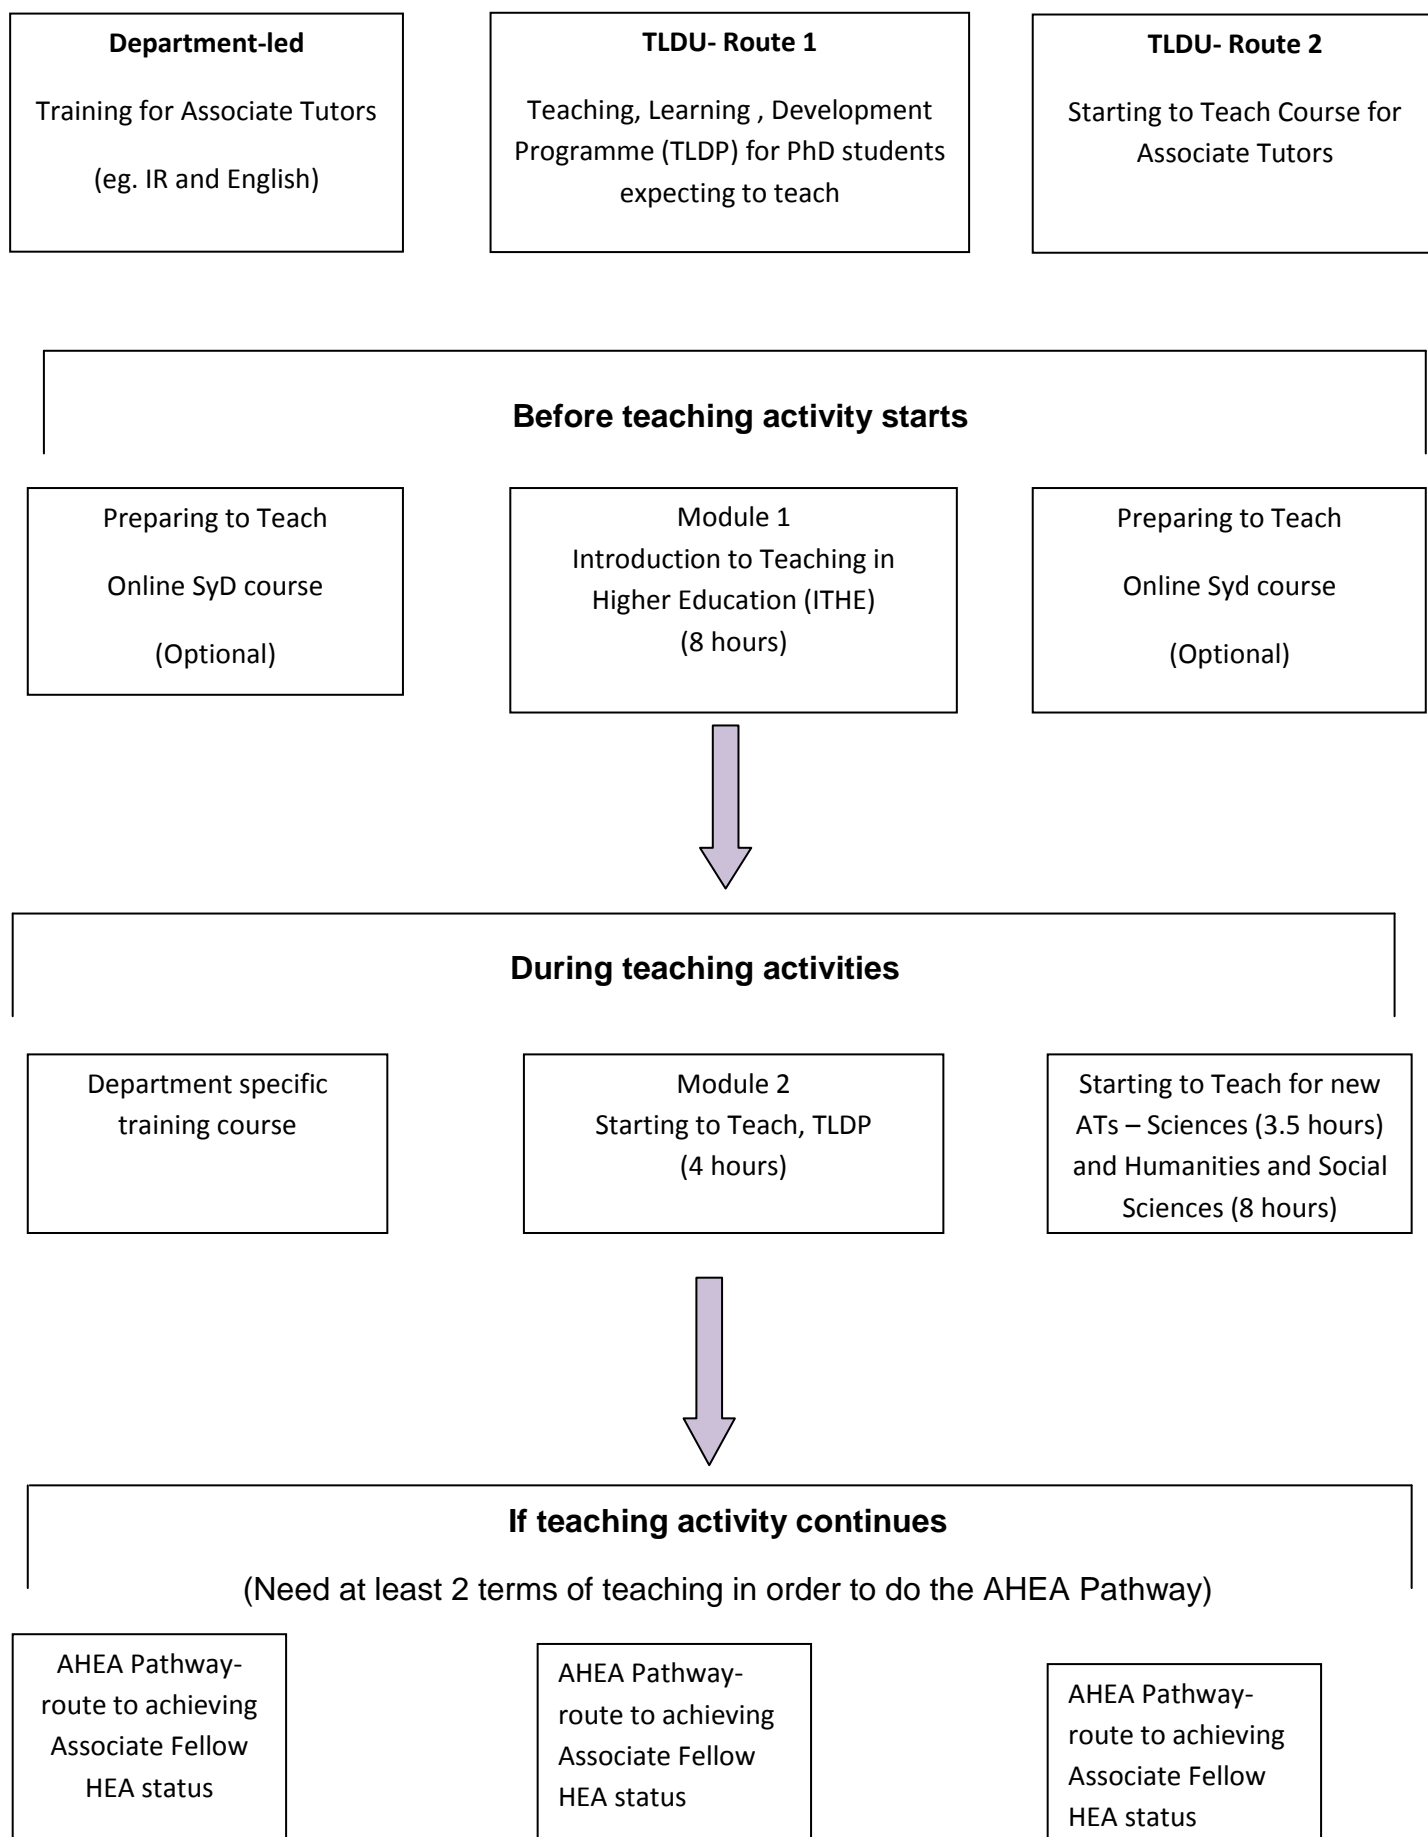 Department-led
Training for Associate Tutors
(eg. IR and English)
TLDU- Route 1
Teaching, Learning , Development
Programme (TLDP) for PhD students
expecting to teach
TLDU- Route 2
Starting to Teach Course for
Associate Tutors
Before teaching activity starts
Preparing to Teach
Online SyD course
(Optional)
Module 1
Introduction to Teaching in
Higher Education (ITHE)
(8 hours)
Preparing to Teach
Online Syd course
(Optional)
During teaching activities
Department specific
training course
Module 2
Starting to Teach, TLDP
(4 hours)
Starting to Teach for new
ATs – Sciences (3.5 hours)
and Humanities and Social
Sciences (8 hours)
If teaching activity continues
(Need at least 2 terms of teaching in order to do the AHEA Pathway)
AHEA Pathway-
route to achieving
Associate Fellow
HEA status
AHEA Pathway-
route to achieving
Associate Fellow
HEA status
AHEA Pathway-
route to achieving
Associate Fellow
HEA status